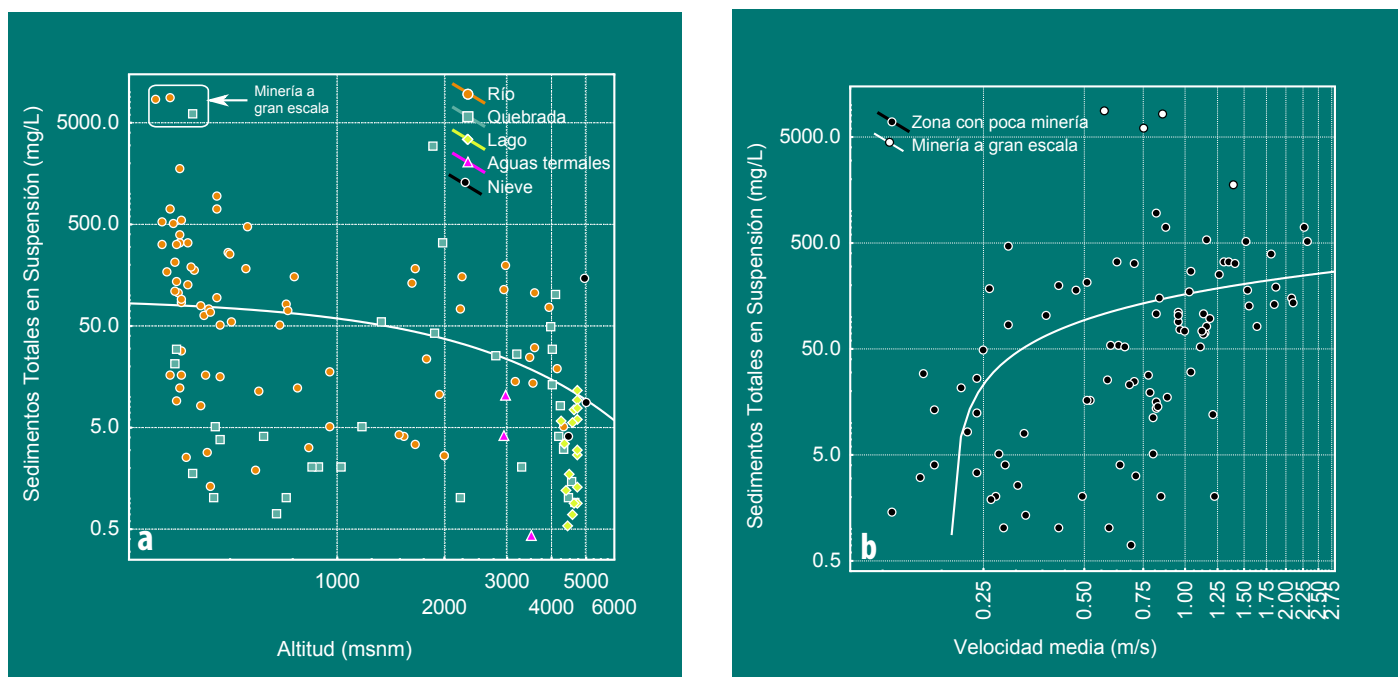 Sedimentos Totales en Suspensión (mg/L)
5000.0
500.0
50.0
5.0
0.5
Minería a
gran escala
Río
Quebrada
Lago
Aguas termales
Nieve
a
1000
3000
5000
2000
4000
6000
Altitud (msnm)
Sedimentos Totales en Suspensión (mg/L)
5000.0
500.0
50.0
5.0
0.5
Zona con poca minería
Minería a gran escala
b
0.25
0.50
0.75
1.00
1.25
1.50
1.75
2.00
2.25
2.50
2.75
Velocidad media (m/s)